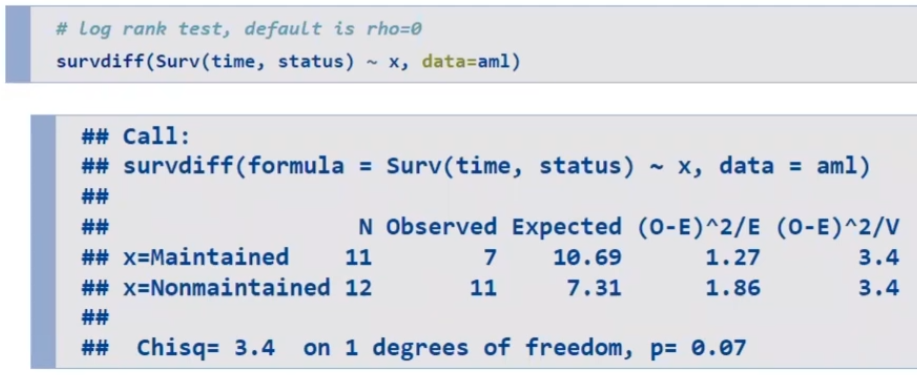 # log rank test, default is rho=0
survdiff(Surv(time, status) ~ x, data=aml)
## Call:
## survdiff(formula = Surv(time, status) ~ x, data = aml)
##
##                  N Observed Expected (O-E)^2/E (O-E)^2/V
## x=Maintained    11        7    10.69      1.27       3.4
## x=Nonmaintained 12       11     7.31      1.86       3.4
##
##  Chisq= 3.4  on 1 degrees of freedom, p= 0.07